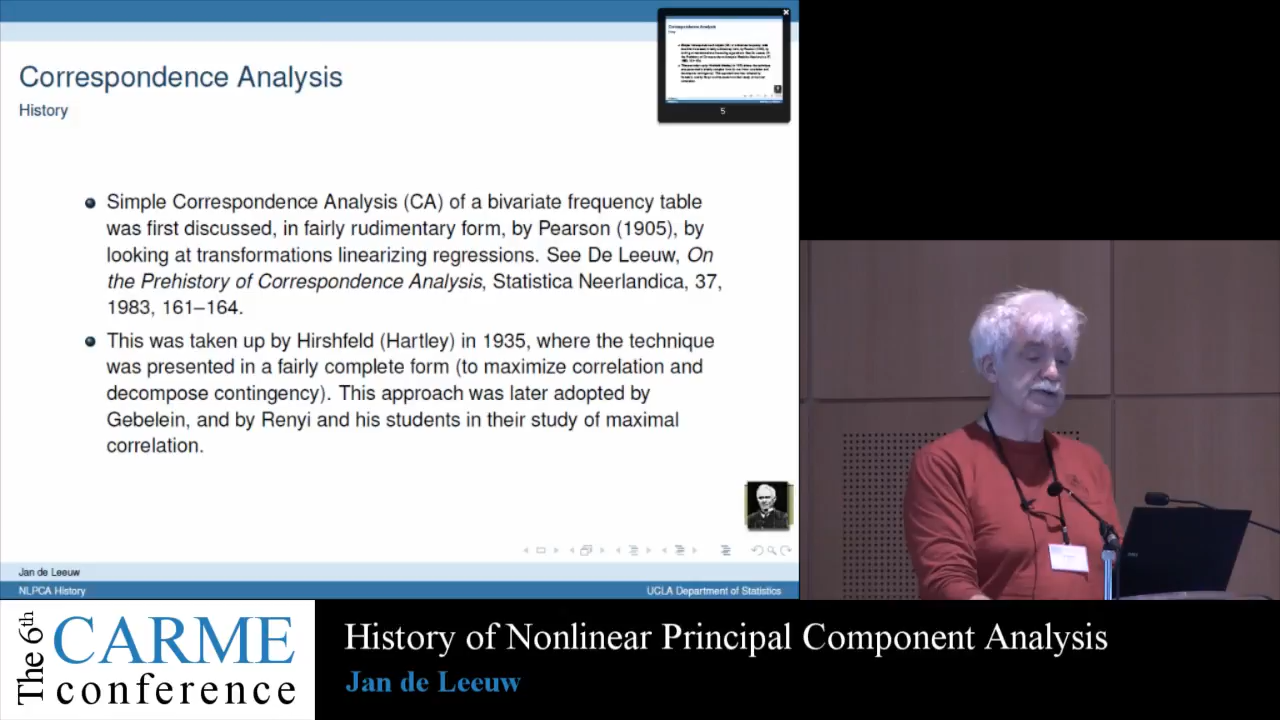 Correspondence Analysis
History
Simple Correspondence Analysis (CA) of a bivariate frequency table
was first discussed, in fairly rudimentary form, by Pearson (1905), by
looking at transformations linearizing regressions. See De Leeuw, On
the Prehistory of Correspondence Analysis, Statistica Neerlandica, 37,
1983, 161–164.
This was taken up by Hirshfeld (Hartley) in 1935, where the technique
was presented in a fairly complete form (to maximize correlation and
decompose contingency). This approach was later adopted by
Gebelein, and by Renyi and his students in their study of maximal
correlation.
5
Jan de Leeuw
NLPCA History
UCLA Department of Statistics
The 6th
CARME
conference
History of Nonlinear Principal Component Analysis
Jan de Leeuw